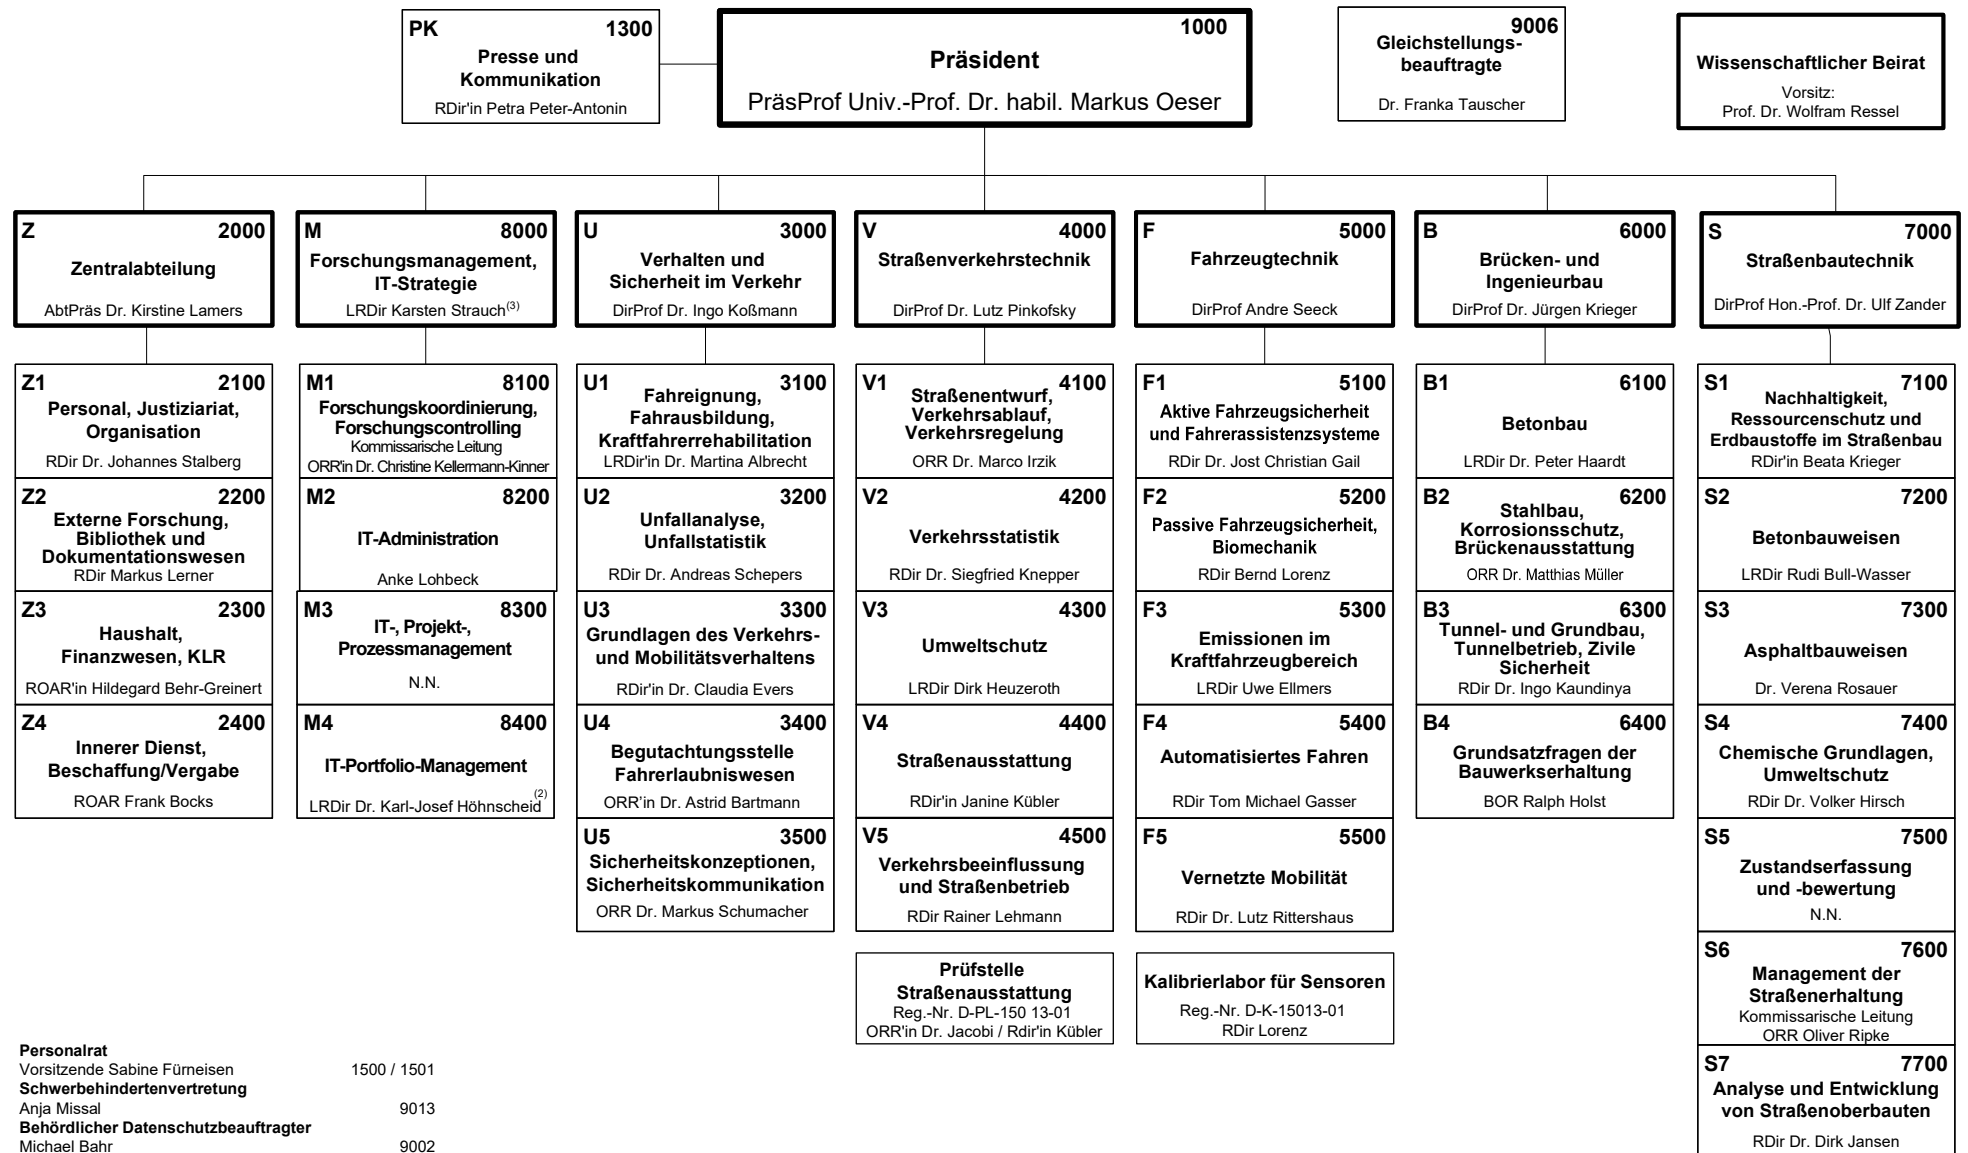 PK 1300
Presse und
Kommunikation
RDir'in Petra Peter-Antonin
1000
Präsident
PräsProf Univ.-Prof. Dr. habil. Markus Oeser
9006
Gleichstellungs-
beauftragte
Dr. Franka Tauscher
Wissenschaftlicher Beirat
Vorsitz:
Prof. Dr. Wolfram Ressel
Z 2000
Zentralabteilung
AbtPräs Dr. Kirstine Lamers
M 8000
Forschungsmanagement,
IT-Strategie
LRDir Karsten Strauch(3)
U 3000
Verhalten und
Sicherheit im Verkehr
DirProf Dr. Ingo Koßmann
V 4000
Straßenverkehrstechnik
DirProf Dr. Lutz Pinkofsky
F 5000
Fahrzeugtechnik
DirProf Andre Seeck
B 6000
Brücken- und
Ingenieurbau
DirProf Dr. Jürgen Krieger
S 7000
Straßenbautechnik
DirProf Hon.-Prof. Dr. Ulf Zander
Z1 2100
Personal, Justiziariat,
Organisation
RDir Dr. Johannes Stalberg
Z2 2200
Externe Forschung,
Bibliothek und
Dokumentationswesen
RDir Markus Lerner
Z3 2300
Haushalt,
Finanzwesen, KLR
ROAR'in Hildegard Behr-Greinert
Z4 2400
Innerer Dienst,
Beschaffung/Vergabe
ROAR Frank Bocks
M1 8100
Forschungskoordinierung,
Forschungscontrolling
Kommissarische Leitung
ORR'in Dr. Christine Kellermann-Kinner
M2 8200
IT-Administration
Anke Lohbeck
M3 8300
IT-, Projekt-,
Prozessmanagement
N.N.
M4 8400
IT-Portfolio-Management
LRDir Dr. Karl-Josef Höhnscheid(2)
U1 3100
Fahreignung,
Fahrausbildung,
Kraftfahrerrehabilitation
LRDir'in Dr. Martina Albrecht
U2 3200
Unfallanalyse,
Unfallstatistik
RDir Dr. Andreas Schepers
U3 3300
Grundlagen des Verkehrs-
und Mobilitätsverhaltens
RDir'in Dr. Claudia Evers
U4 3400
Begutachtungsstelle
Fahrerlaubniswesen
ORR'in Dr. Astrid Bartmann
U5 3500
Sicherheitskonzeptionen,
Sicherheitskommunikation
ORR Dr. Markus Schumacher
V1 4100
Straßenentwurf,
Verkehrsablauf,
Verkehrsregelung
ORR Dr. Marco Irzik
V2 4200
Verkehrsstatistik
RDir Dr. Siegfried Knepper
V3 4300
Umweltschutz
LRDir Dirk Heuzeroth
V4 4400
Straßenausstattung
RDir'in Janine Kübler
V5 4500
Verkehrsbeeinflussung
und Straßenbetrieb
RDir Rainer Lehmann
Prüfstelle
Straßenausstattung
Reg.-Nr. D-PL-150 13-01
ORR'in Dr. Jacobi / Rdir'in Kübler
F1 5100
Aktive Fahrzeugsicherheit
und Fahrerassistenzsysteme
RDir Dr. Jost Christian Gail
F2 5200
Passive Fahrzeugsicherheit,
Biomechanik
RDir Bernd Lorenz
F3 5300
Emissionen im
Kraftfahrzeugbereich
LRDir Uwe Ellmers
F4 5400
Automatisiertes Fahren
RDir Tom Michael Gasser
F5 5500
Vernetzte Mobilität
RDir Dr. Lutz Rittershaus
Kalibrierlabor für Sensoren
Reg.-Nr. D-K-15013-01
RDir Lorenz
B1 6100
Betonbau
LRDir Dr. Peter Haardt
B2 6200
Stahlbau,
Korrosionsschutz,
Brückenausstattung
ORR Dr. Matthias Müller
B3 6300
Tunnel- und Grundbau,
Tunnelbetrieb, Zivile
Sicherheit
RDir Dr. Ingo Kaundinya
B4 6400
Grundsatzfragen der
Bauwerkserhaltung
BOR Ralph Holst
S1 7100
Nachhaltigkeit,
Ressourcenschutz und
Erdbaustoffe im Straßenbau
RDir'in Beata Krieger
S2 7200
Betonbauweisen
LRDir Rudi Bull-Wasser
S3 7300
Asphaltbauweisen
Dr. Verena Rosauer
S4 7400
Chemische Grundlagen,
Umweltschutz
RDir Dr. Volker Hirsch
S5 7500
Zustandserfassung
und -bewertung
N.N.
S6 7600
Management der
Straßenerhaltung
Kommissarische Leitung
ORR Oliver Ripke
S7 7700
Analyse und Entwicklung
von Straßenoberbauten
RDir Dr. Dirk Jansen
Personalrat
Vorsitzende Sabine Fürneisen 1500 / 1501
Schwerbehindertenvertretung
Anja Missal 9013
Behördlicher Datenschutzbeauftragter
Michael Bahr 9002